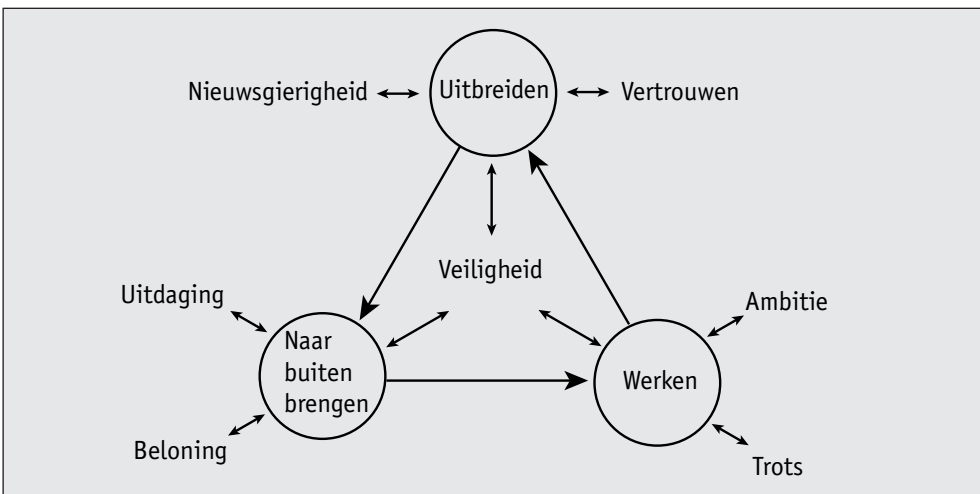 Nieuwsgierigheid
Uitbreiden
Vertrouwen
Veiligheid
Uitdaging
Ambitie
Naar
buiten
brengen
Werken
Beloning
Trots